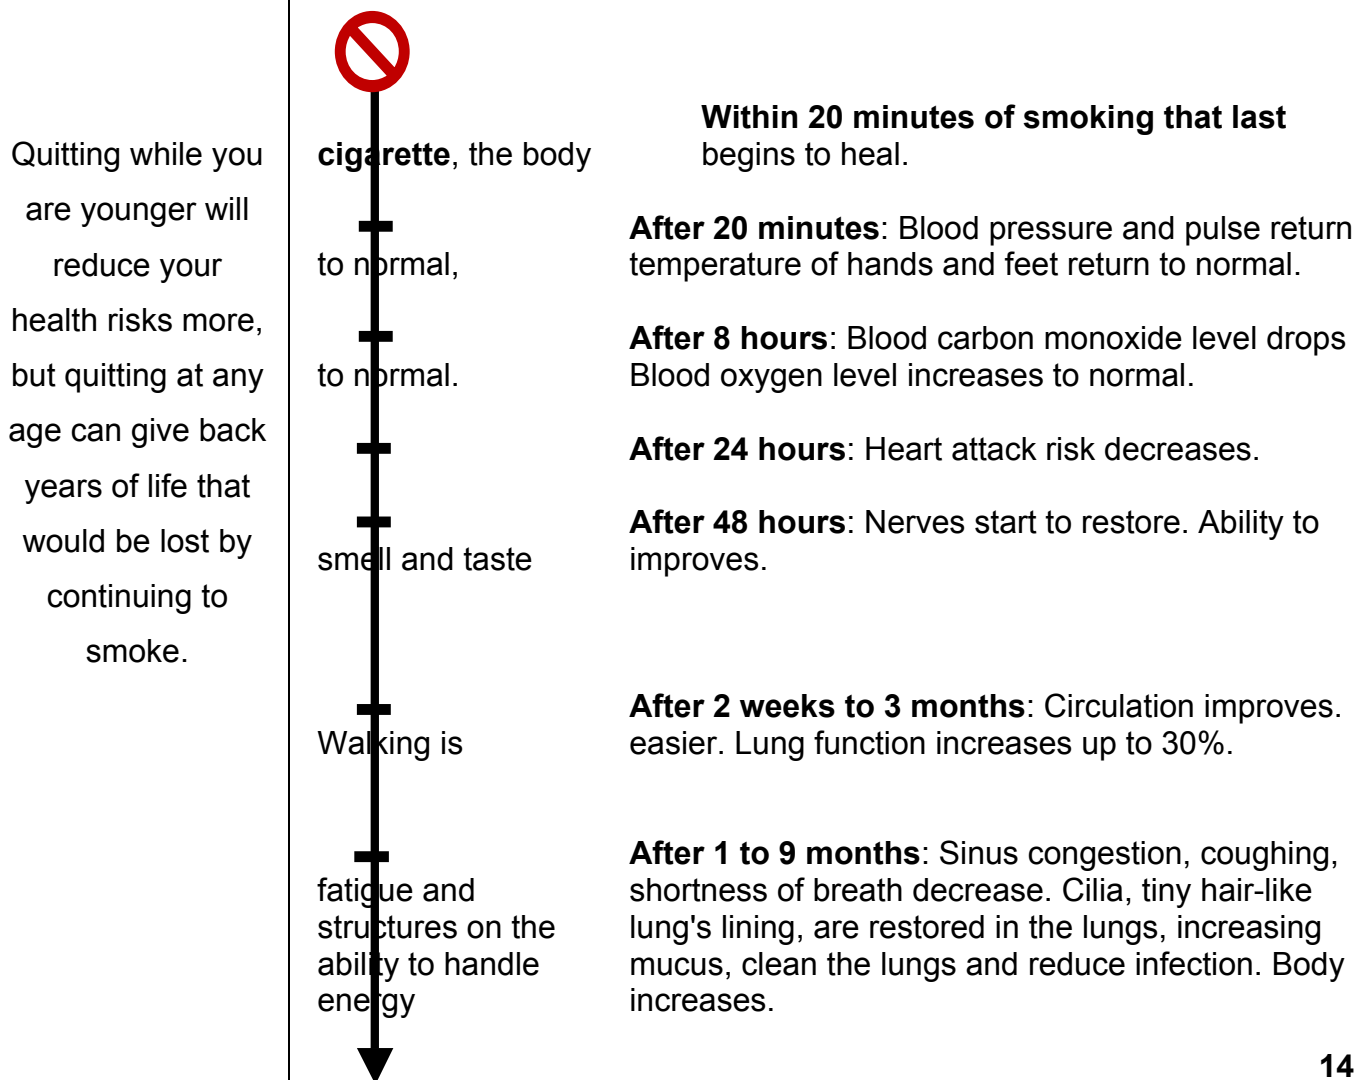 Quitting while you
are younger will
reduce your
health risks more,
but quitting at any
age can give back
years of life that
would be lost by
continuing to
smoke.
Within 20 minutes of smoking that last
cigarette, the body begins to heal.
After 20 minutes: Blood pressure and pulse return
to normal, temperature of hands and feet return to normal.
After 8 hours: Blood carbon monoxide level drops
to normal. Blood oxygen level increases to normal.
After 24 hours: Heart attack risk decreases.
After 48 hours: Nerves start to restore. Ability to
smell and taste improves.
After 2 weeks to 3 months: Circulation improves.
Walking is easier. Lung function increases up to 30%.
After 1 to 9 months: Sinus congestion, coughing,
fatigue and shortness of breath decrease. Cilia, tiny hair-like
structures on the lung's lining, are restored in the lungs, increasing
ability to handle mucus, clean the lungs and reduce infection. Body
energy increases.
14